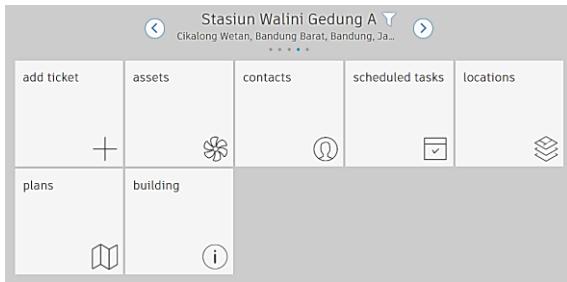 Stasiun Walini Gedung A
Cikalong Wetan, Bandung Barat, Bandung, Ja...
add ticket
assets
contacts
scheduled tasks
locations
plans
building